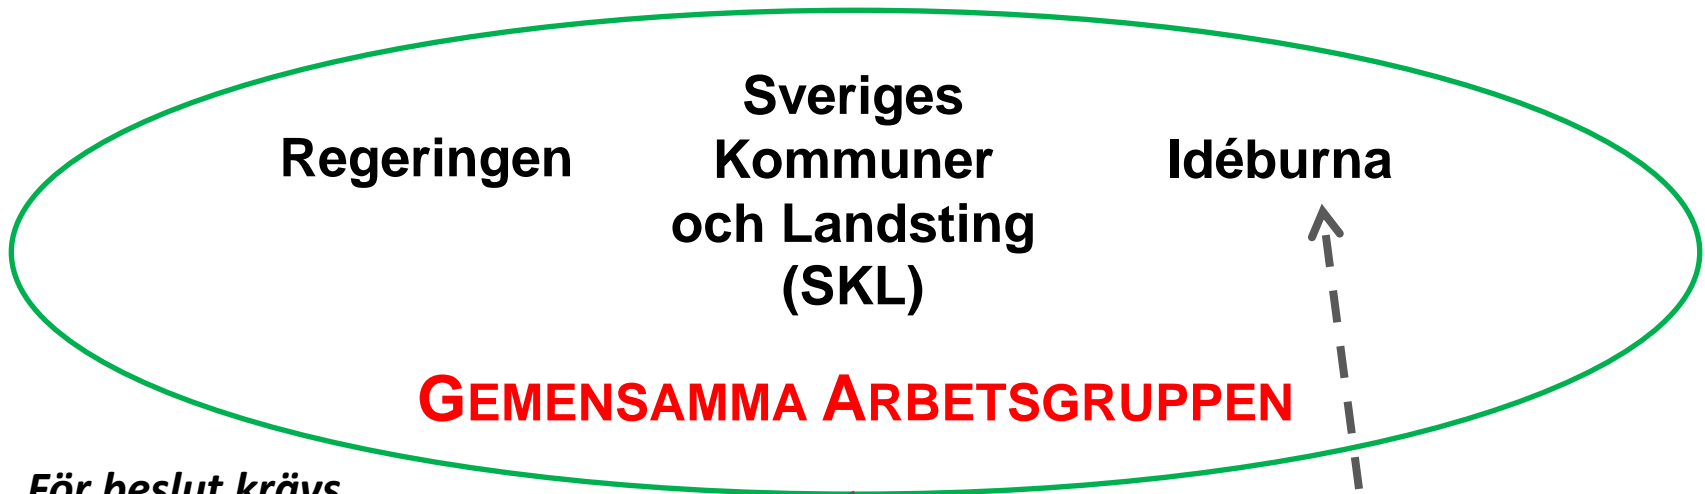 Regeringen
Sveriges
Kommuner
och Landsting
(SKL)
Idéburna
GEMENSAMMA ARBETSGRUPPEN
För beslut krävs